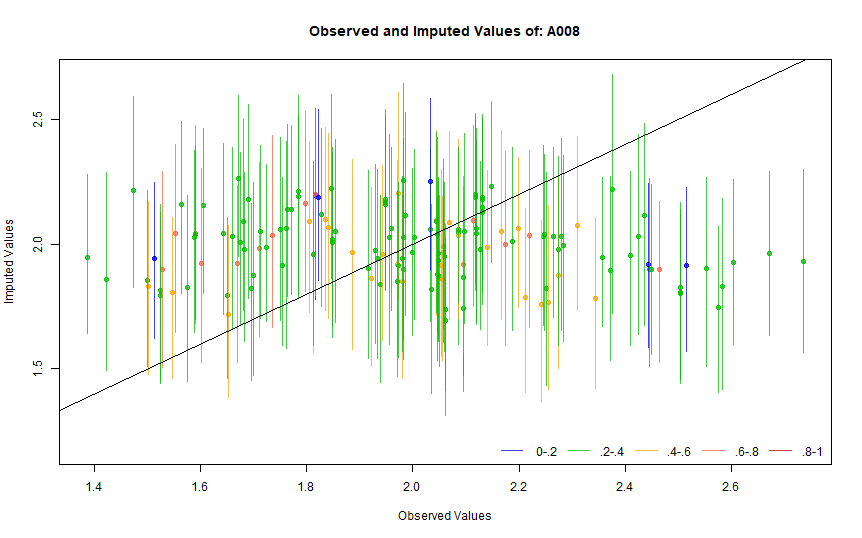 Observed and Imputed Values of: A008
Imputed Values
2.5
2.0
1.5
0-.2 .2-.4 .4-.6 .6-.8 .8-1
1.4 1.6 1.8 2.0 2.2 2.4 2.6
Observed Values